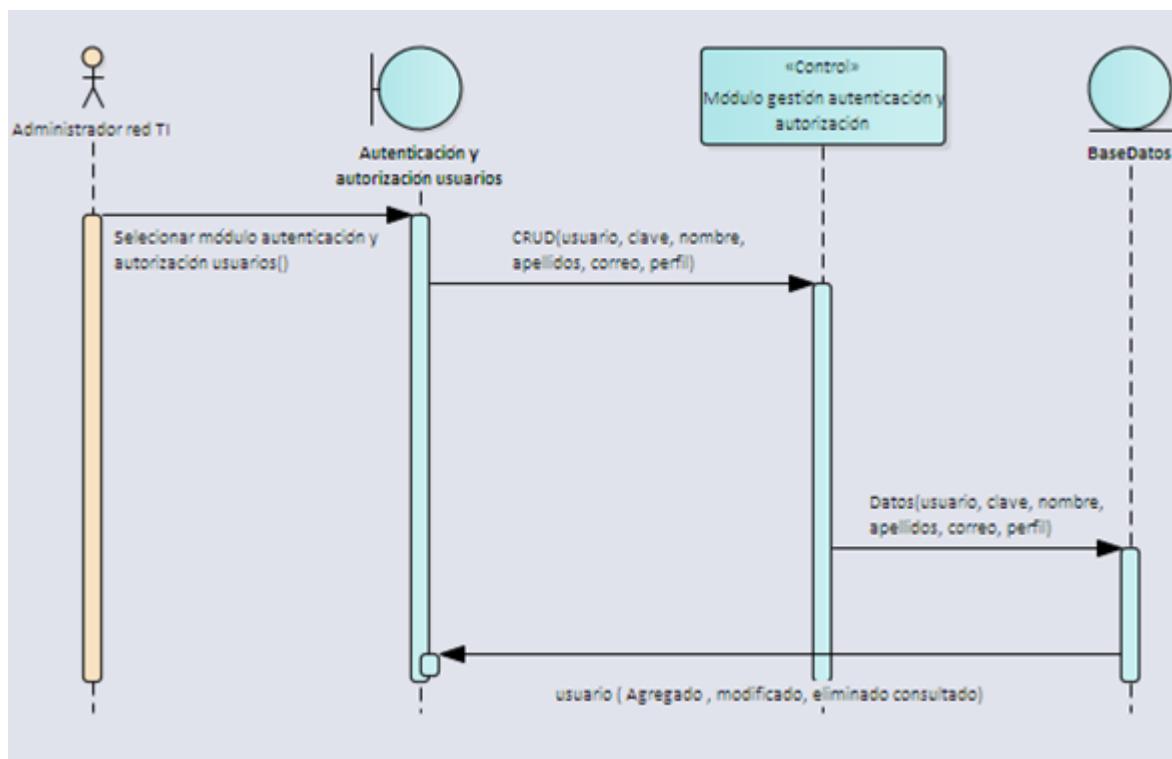 «Control»
Módulo gestión autenticación y
autorización
Administrador red TI
Autenticación y
autorización usuarios
BaseDatos
Selecionar módulo autenticación y
autorización usuarios()
CRUD(usuario, clave, nombre,
apellidos, correo, perfil)
Datos(usuario, clave, nombre,
apellidos, correo, perfil)
usuario ( Agregado , modificado, eliminado consultado)